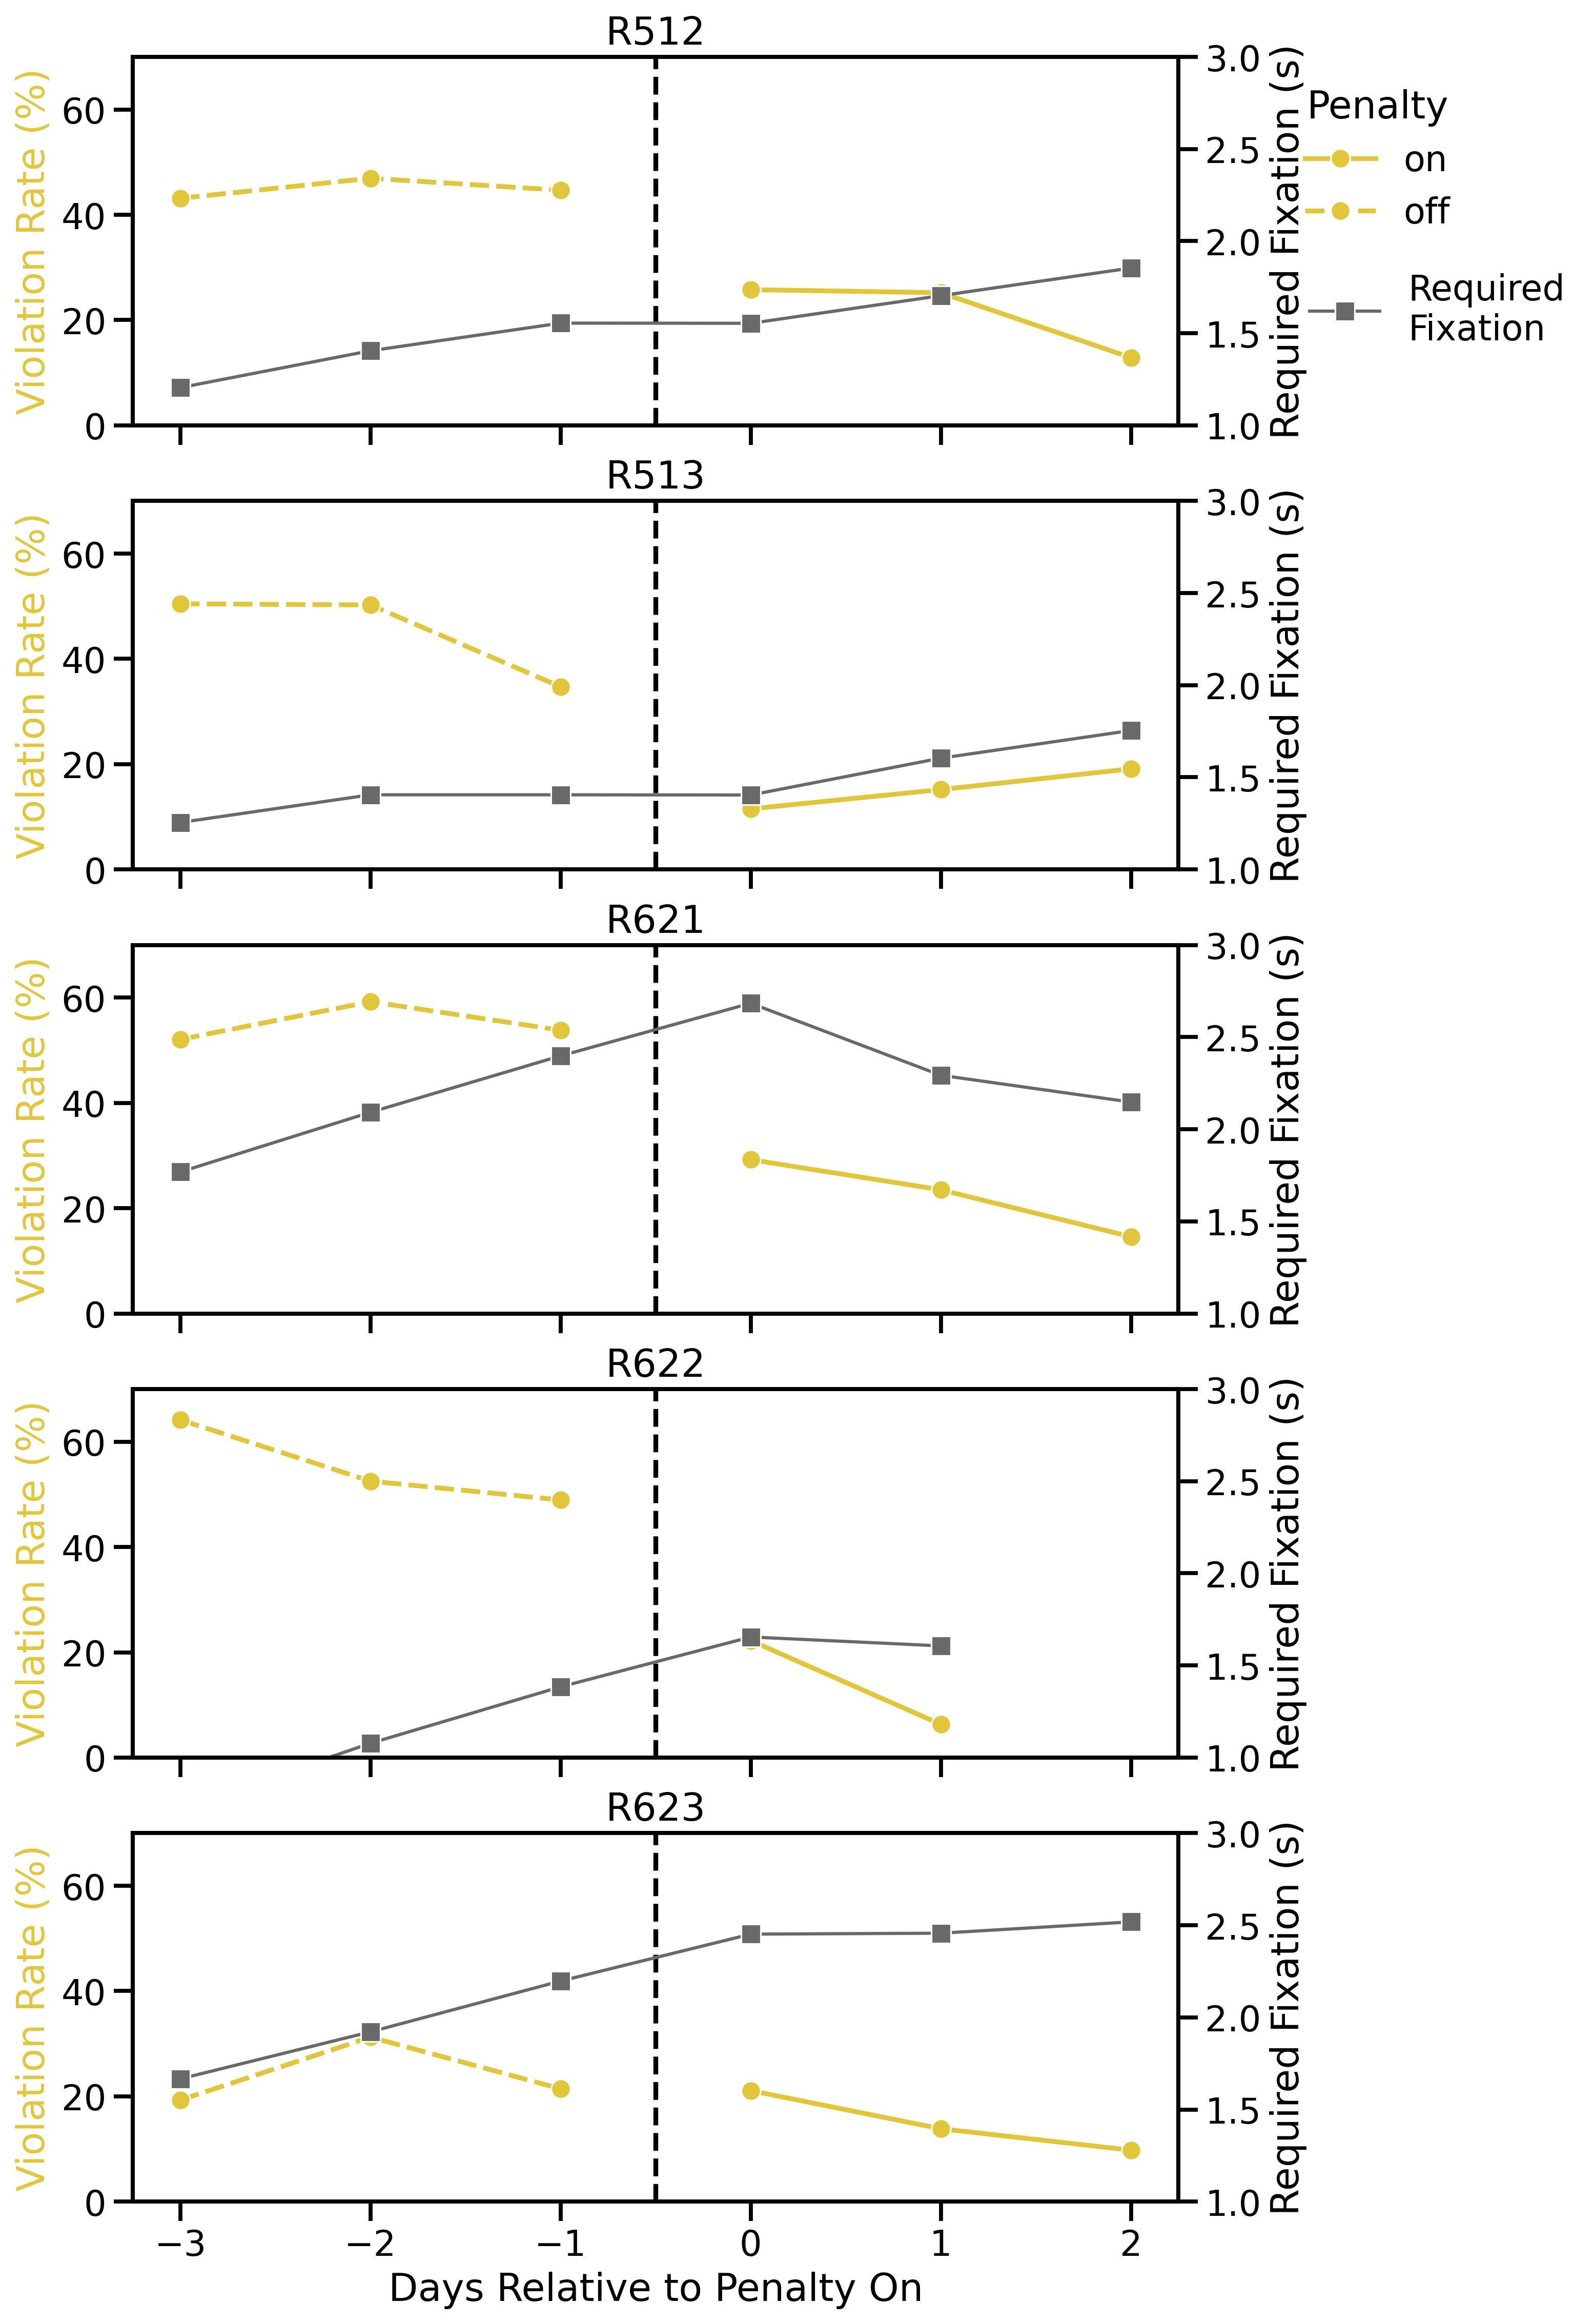 R512
Violation Rate (%)
60
40
20
0
3.0
2.5
2.0
1.5
1.0
Required Fixation (s)
Penalty
on
off
Required
Fixation
R513
Violation Rate (%)
60
40
20
0
3.0
2.5
2.0
1.5
1.0
Required Fixation (s)
R621
Violation Rate (%)
60
40
20
0
3.0
2.5
2.0
1.5
1.0
Required Fixation (s)
R622
Violation Rate (%)
60
40
20
0
3.0
2.5
2.0
1.5
1.0
Required Fixation (s)
R623
Violation Rate (%)
60
40
20
0
3.0
2.5
2.0
1.5
1.0
Required Fixation (s)
−3 −2 −1 0 1 2
Days Relative to Penalty On